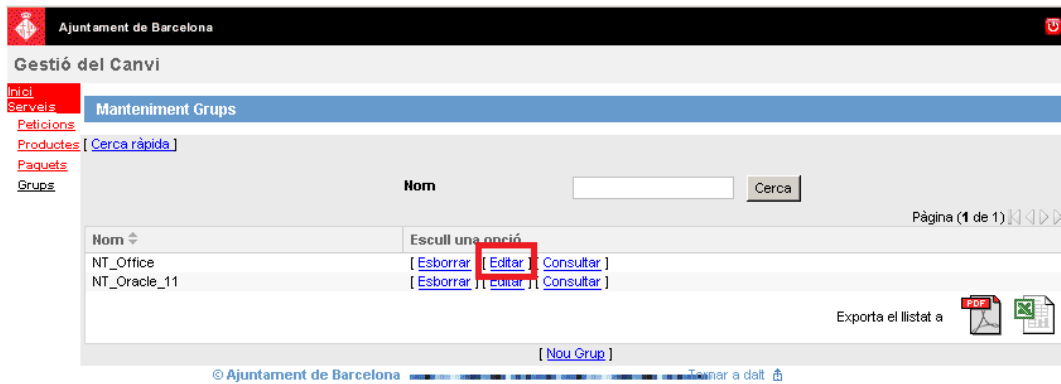 Ajuntament de Barcelona
Gestió del Canvi
Inici
Serveis
Peticions
Productes
Paquets
Grups
Manteniment Grups
[ Cerca ràpida ]
Nom Cerca
Pàgina (1 de 1)
Nom Escull una opció
NT_Office [ Esborrar ][ Editar ][ Consultar ]
NT_Oracle_11 [ Esborrar ][ Editar ][ Consultar ]
Exporta el llistat a PDF
[ Nou Grup ]
© Ajuntament de Barcelona Tornar a dalt